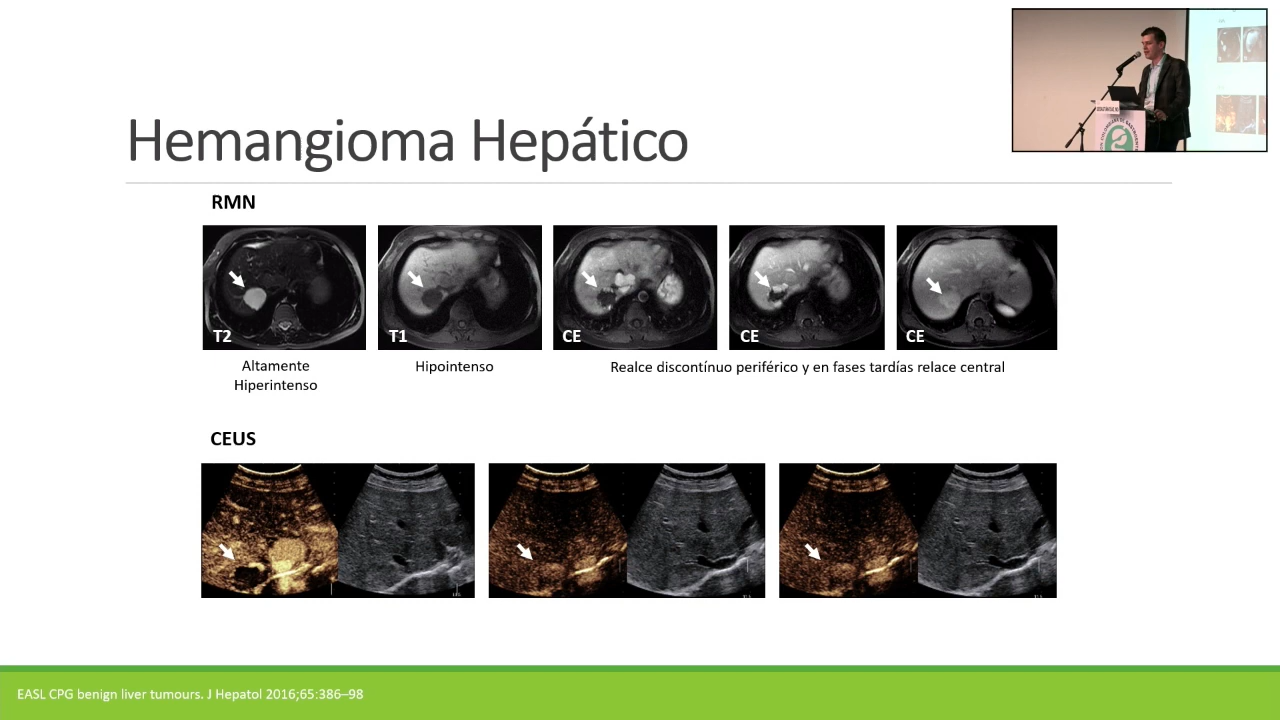 Hemangioma Hepático
RMN
T2
T1
CE
CE
CE
Altamente
Hiperintenso
Hipointenso
Realce discontínuo periférico y en fases tardías relace central
CEUS
EASL CPG benign liver tumours. J Hepatol 2016;65:386–98